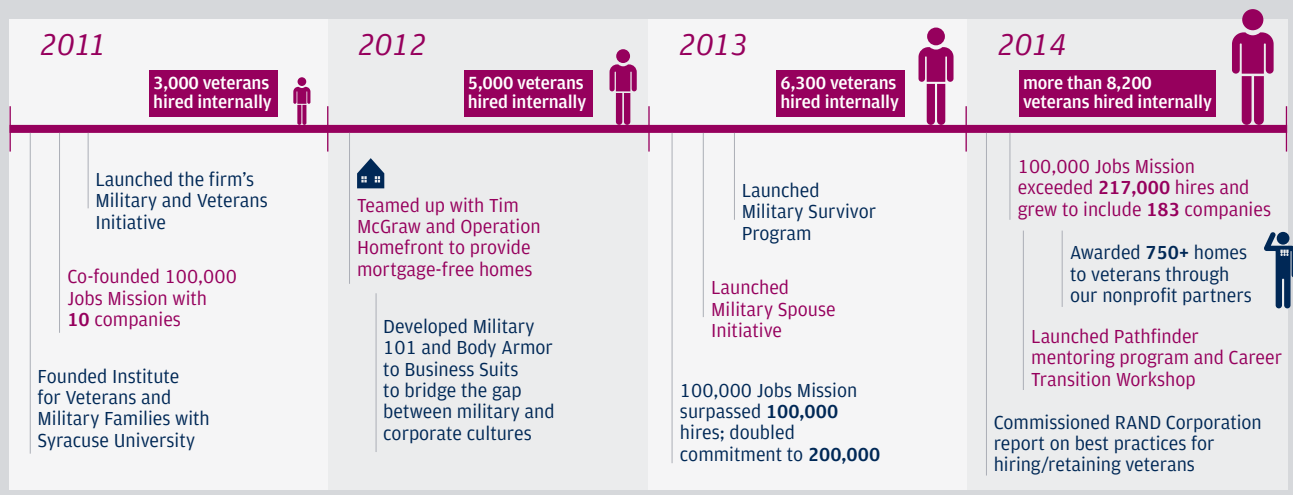 2011
3,000 veterans
hired internally
Launched the firm's
Military and Veterans
Initiative
Co-founded 100,000
Jobs Mission with
10 companies
Founded Institute
for Veterans and
Military Families with
Syracuse University
2012
5,000 veterans
hired internally
Teamed up with Tim
McGraw and Operation
Homefront to provide
mortgage-free homes
Developed Military
101 and Body Armor
to Business Suits
to bridge the gap
between military and
corporate cultures
2013
6,300 veterans
hired internally
Launched
Military Survivor
Program
Launched
Military Spouse
Initiative
100,000 Jobs Mission
surpassed 100,000
hires; doubled
commitment to 200,000
2014
more than 8,200
veterans hired internally
100,000 Jobs Mission
exceeded 217,000 hires and
grew to include 183 companies
Awarded 750+ homes
to veterans through
our nonprofit partners
Launched Pathfinder
mentoring program and Career
Transition Workshop
Commissioned RAND Corporation
report on best practices for
hiring/retaining veterans